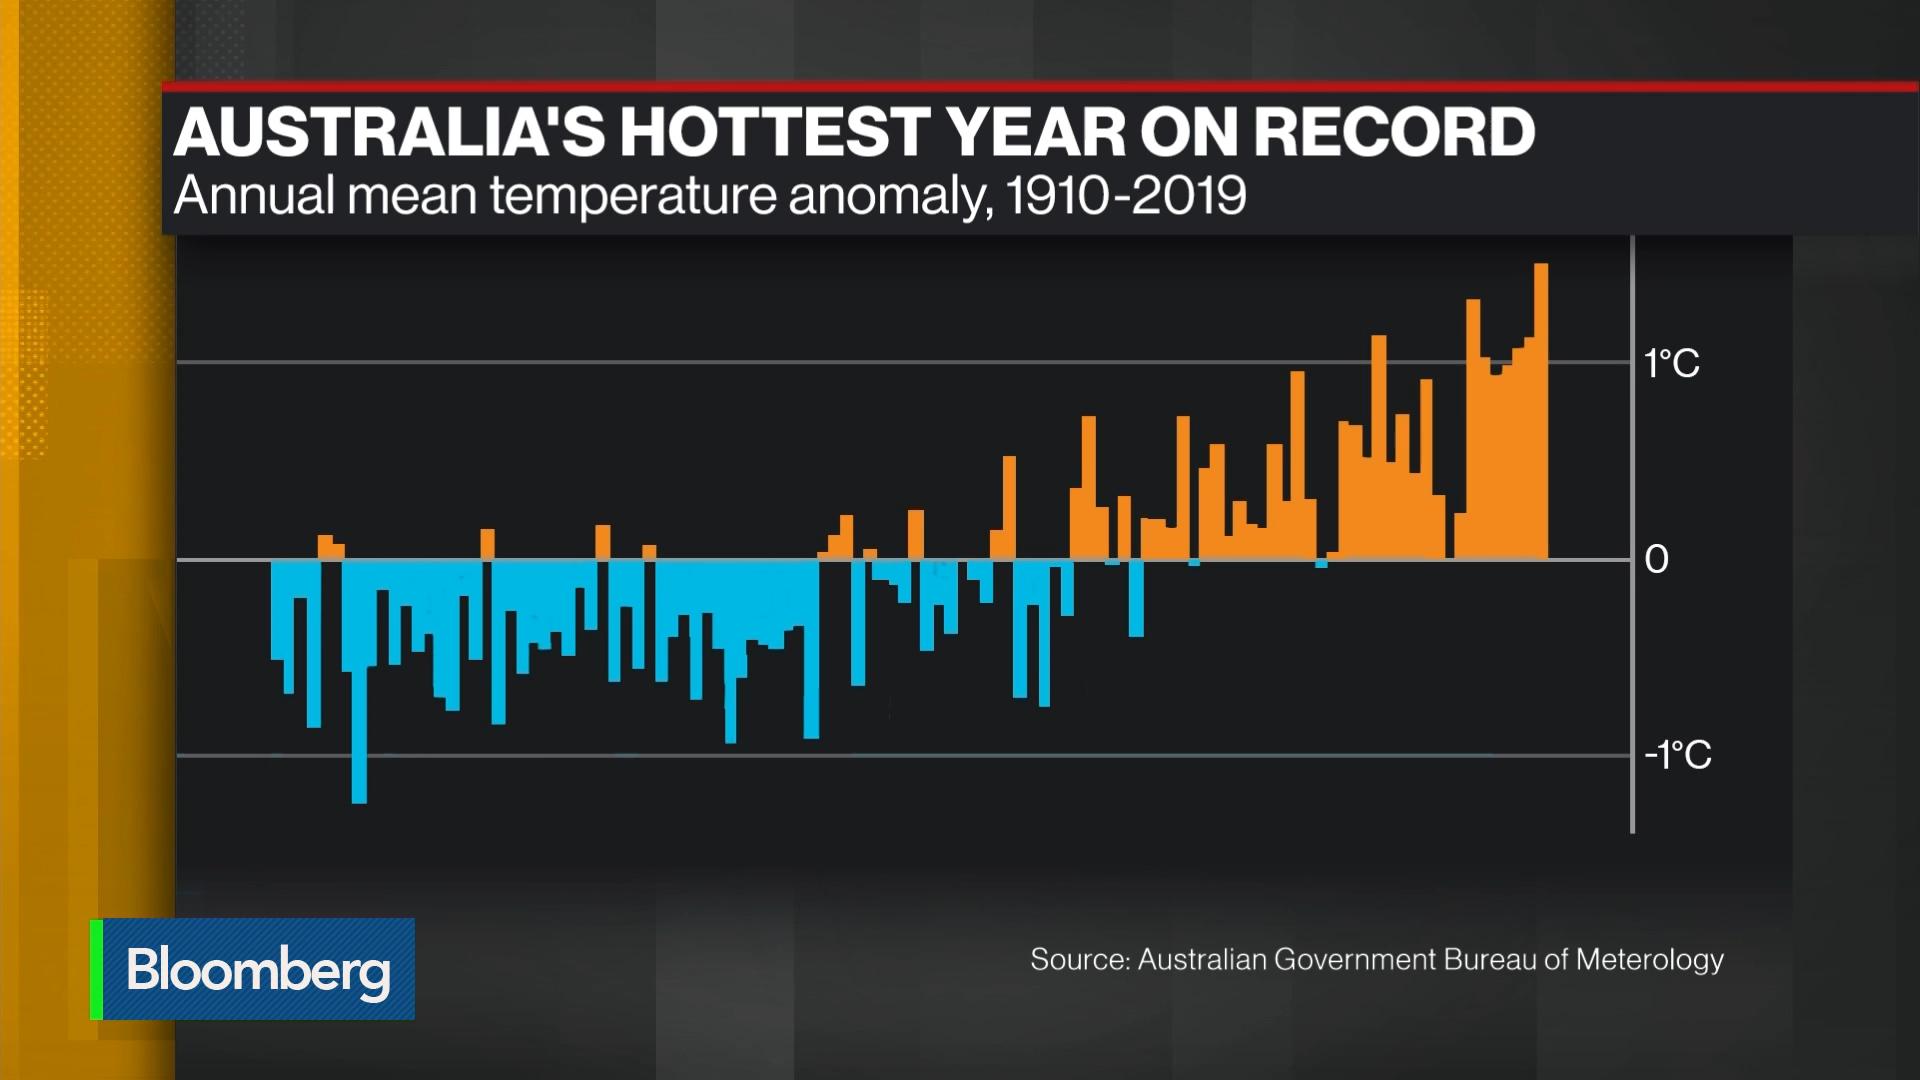 AUSTRALIA'S HOTTEST YEAR ON RECORD
Annual mean temperature anomaly, 1910-2019
1°C
0
-1°C
Bloomberg
Source: Australian Government Bureau of Meterology